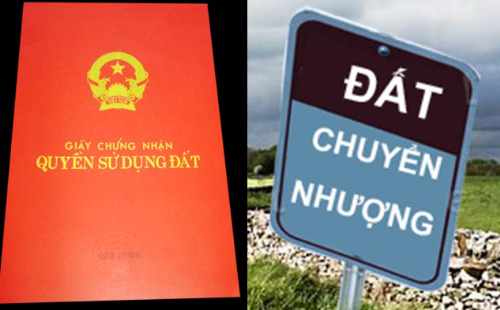 GIẤY CHỨNG NHẬN
QUYỀN SỬ DỤNG ĐẤT
ĐẤT
CHUYỂN
NHƯỢNG